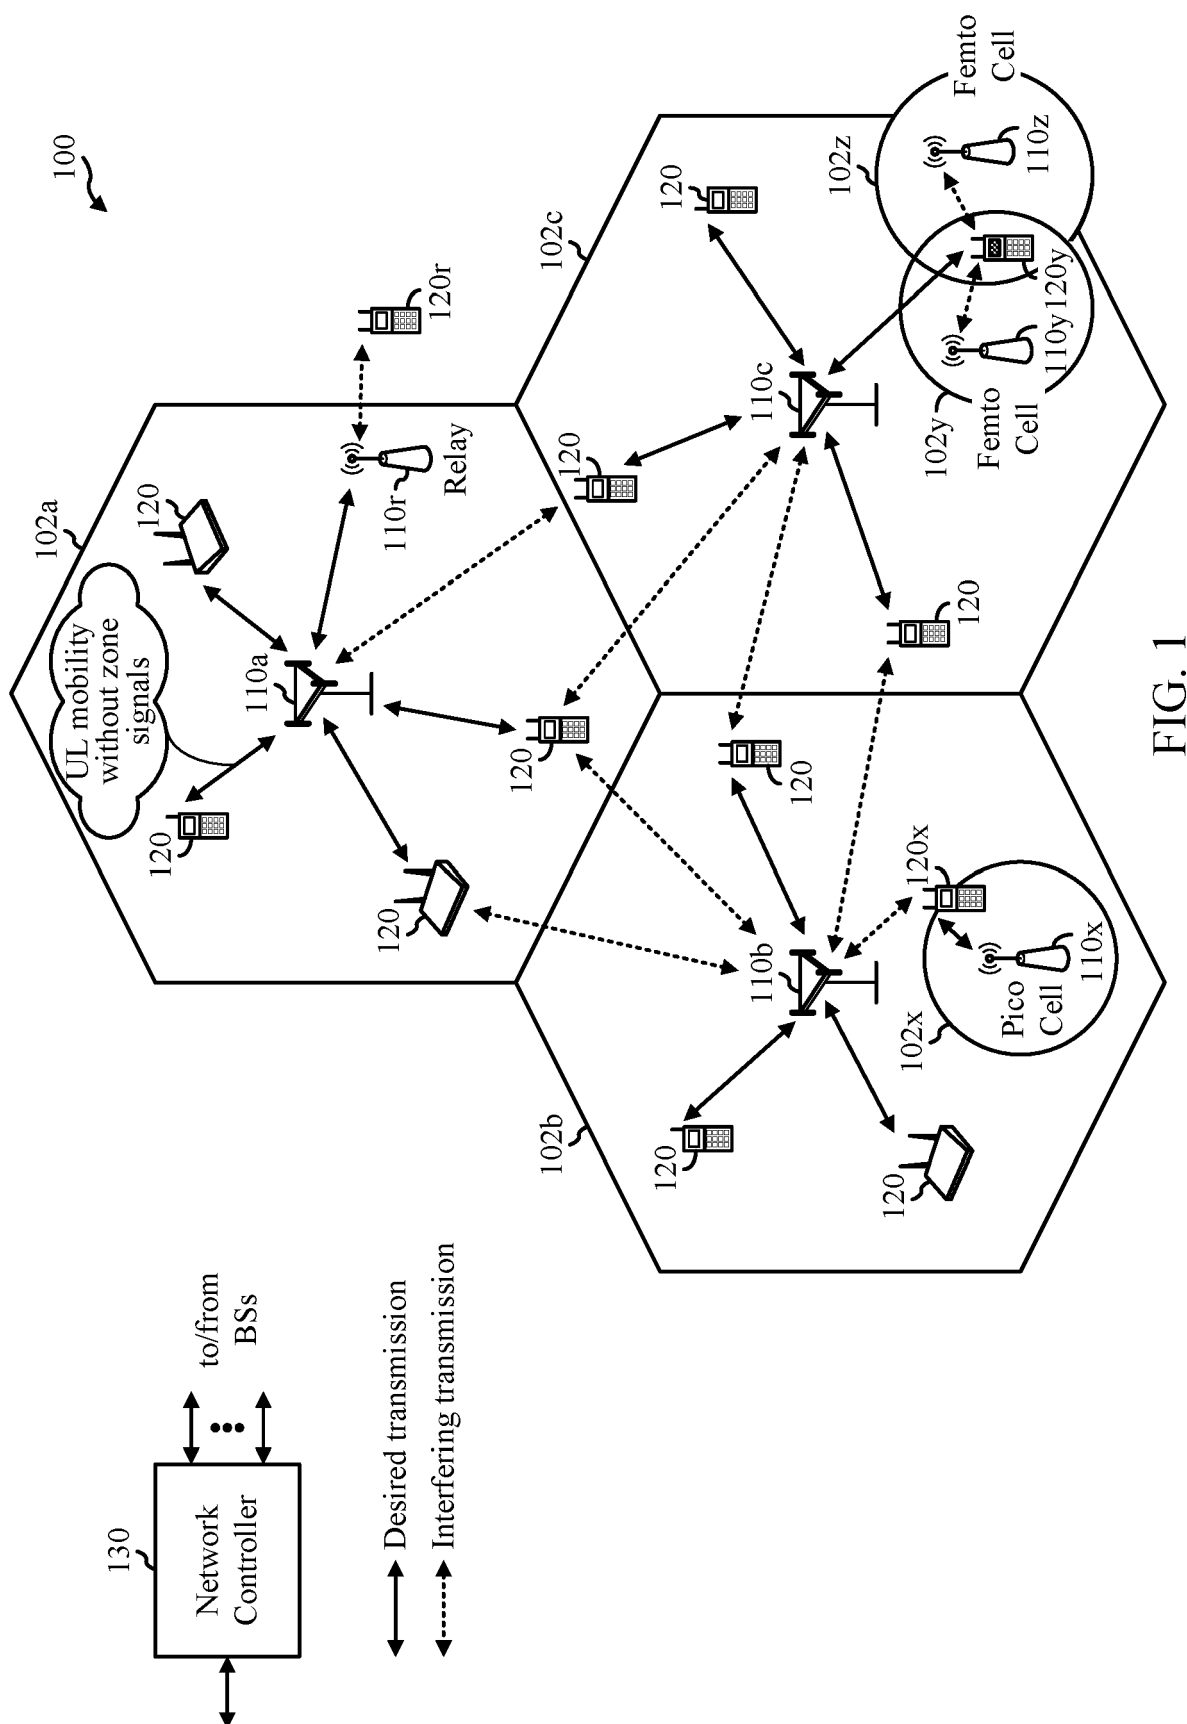 100
130
Network
Controller
to/from
BSs
Desired transmission
Interfering transmission
102a
UL mobility
without zone
signals
120
120
110a
120
120
110r
Relay
120r
102b
120
110b
120
120
102x
Pico
Cell
110x
120x
102c
120
120
110c
120
102y
Femto
Cell
110y
120y
102z
110z
Femto
Cell
FIG. 1